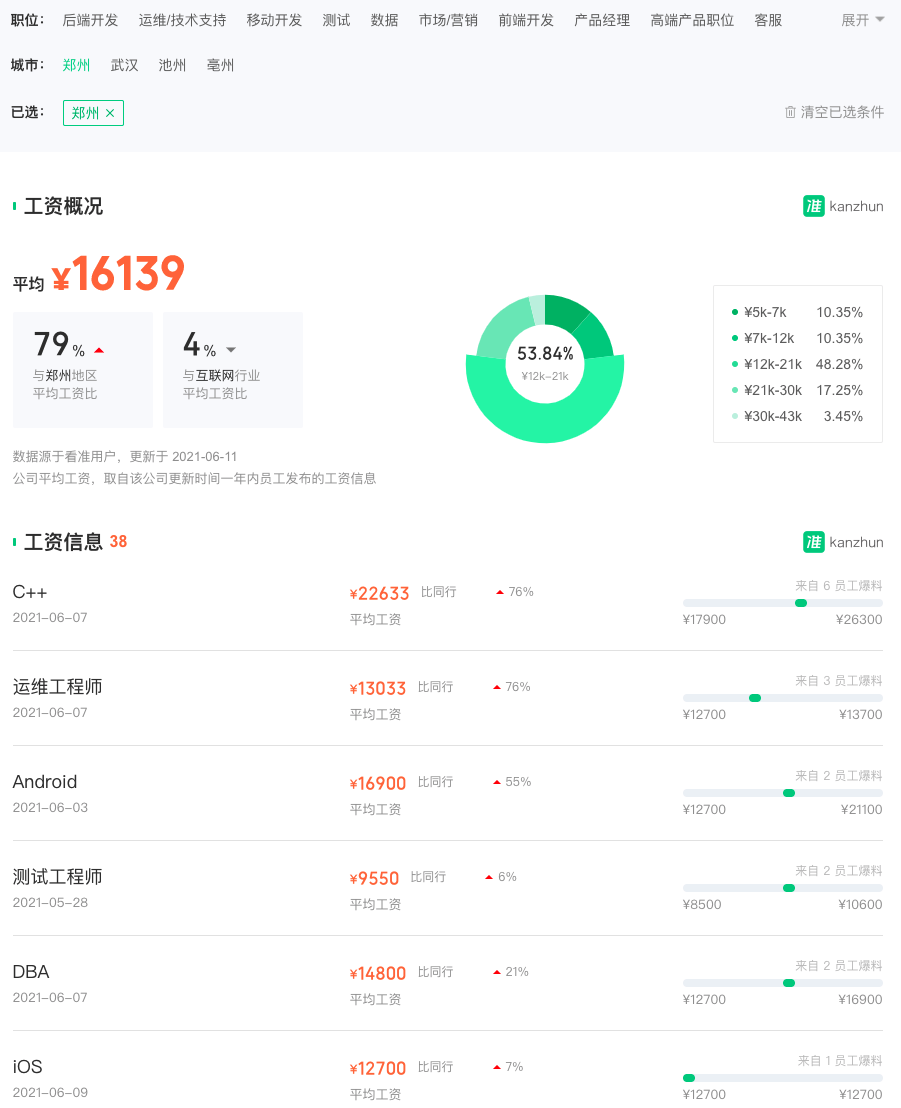 职位： 后端开发 运维/技术支持 移动开发 测试 数据 市场/营销 前端开发 产品经理 高端产品职位 客服 展开
城市： 郑州 武汉 池州 亳州
已选： 郑州 × 清空已选条件
工资概况
准 kanzhun
平均 ¥16139
79%
与郑州地区
平均工资比
4%
与互联网行业
平均工资比
53.84%
¥12k-21k
¥5k-7k 10.35%
¥7k-12k 10.35%
¥12k-21k 48.28%
¥21k-30k 17.25%
¥30k-43k 3.45%
数据源于看准用户，更新于 2021-06-11
公司平均工资，取自该公司更新时间一年内员工发布的工资信息
工资信息 38
准 kanzhun
C++ ¥22633 比同行 76% 来自 6 员工爆料
2021-06-07 平均工资 ¥17900 ¥26300
运维工程师 ¥13033 比同行 76% 来自 3 员工爆料
2021-06-07 平均工资 ¥12700 ¥13700
Android ¥16900 比同行 55% 来自 2 员工爆料
2021-06-03 平均工资 ¥12700 ¥21100
测试工程师 ¥9550 比同行 6% 来自 2 员工爆料
2021-05-28 平均工资 ¥8500 ¥10600
DBA ¥14800 比同行 21% 来自 2 员工爆料
2021-06-07 平均工资 ¥12700 ¥16900
iOS ¥12700 比同行 7% 来自 1 员工爆料
2021-06-09 平均工资 ¥12700 ¥12700